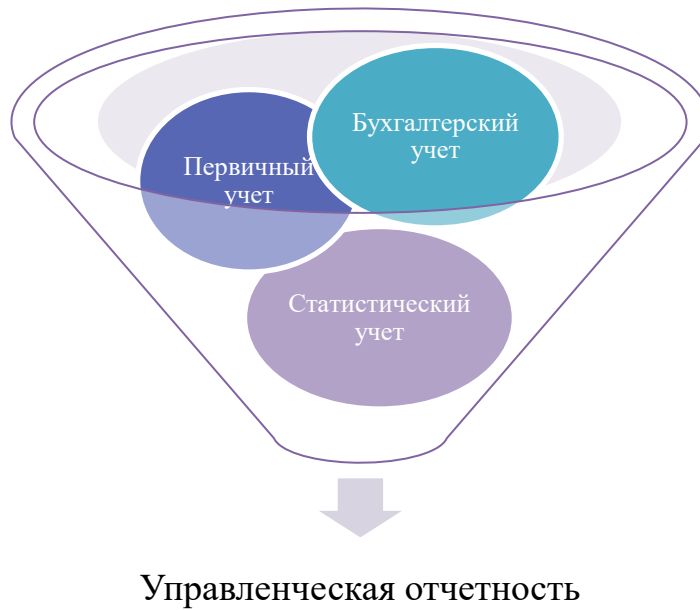 Бухгалтерский
учет
Первичный
учет
Статистический
учет
Управленческая отчетность